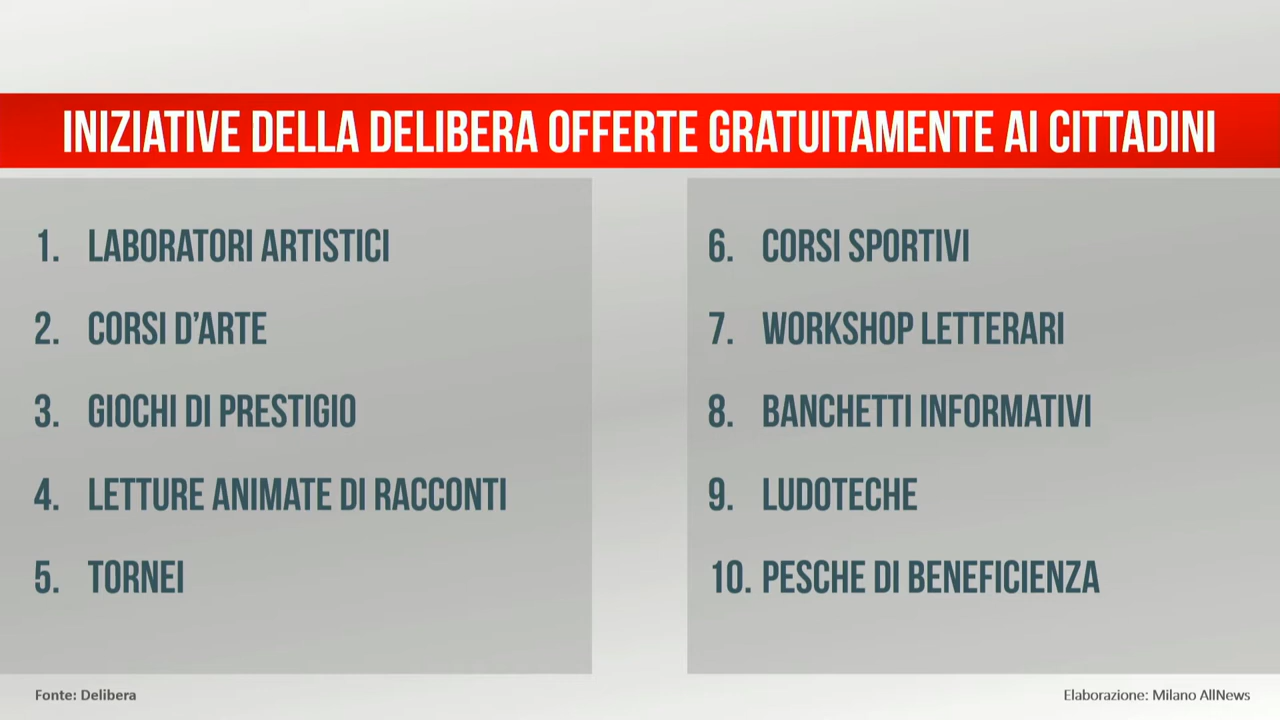 INIZIATIVE DELLA DELIBERA OFFERTE GRATUITAMENTE AI CITTADINI
1. LABORATORI ARTISTICI
2. CORSI D'ARTE
3. GIOCHI DI PRESTIGIO
4. LETTURE ANIMATE DI RACCONTI
5. TORNEI
6. CORSI SPORTIVI
7. WORKSHOP LETTERARI
8. BANCHETTI INFORMATIVI
9. LUDOTECHE
10. PESCHE DI BENEFICIENZA
Fonte: Delibera
Elaborazione: Milano AllNews